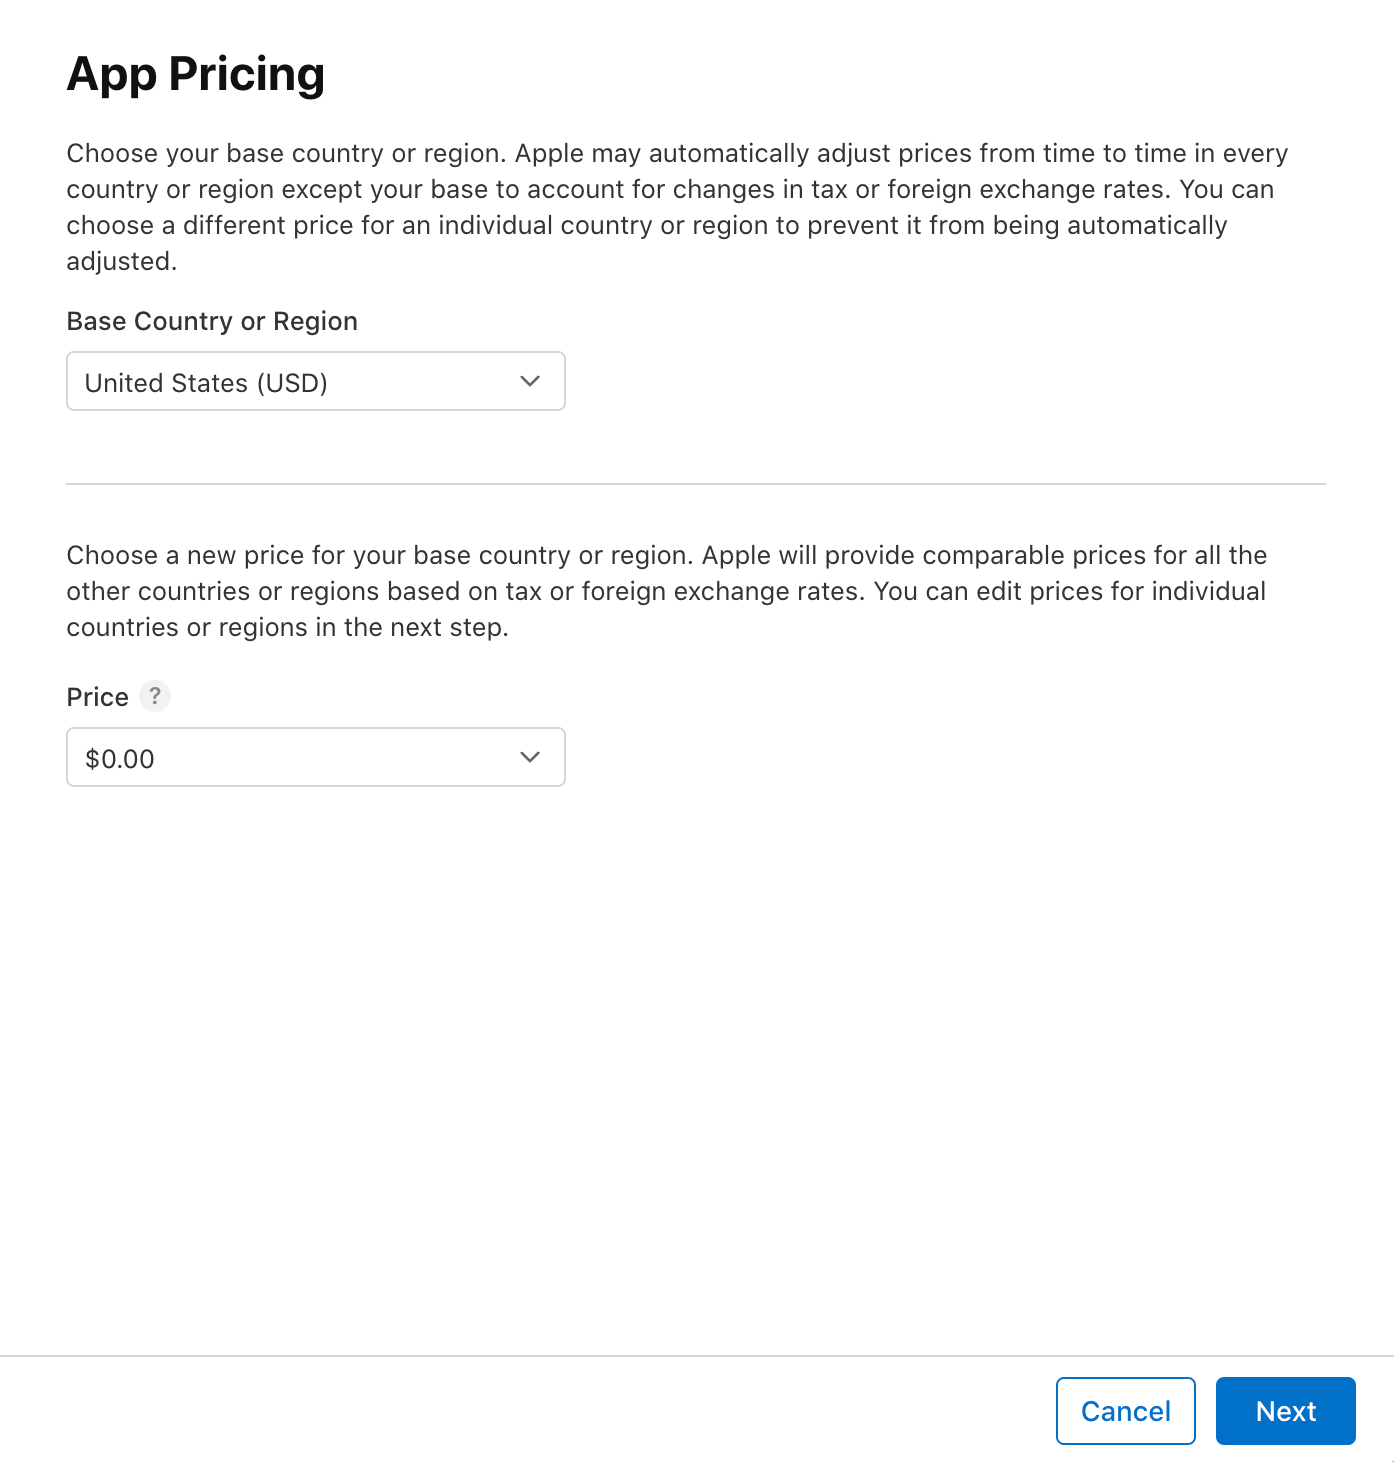 App Pricing
Choose your base country or region. Apple may automatically adjust prices from time to time in every
country or region except your base to account for changes in tax or foreign exchange rates. You can
choose a different price for an individual country or region to prevent it from being automatically
adjusted.
Base Country or Region
United States (USD)
Choose a new price for your base country or region. Apple will provide comparable prices for all the
other countries or regions based on tax or foreign exchange rates. You can edit prices for individual
countries or regions in the next step.
Price ?
$0.00
Cancel Next